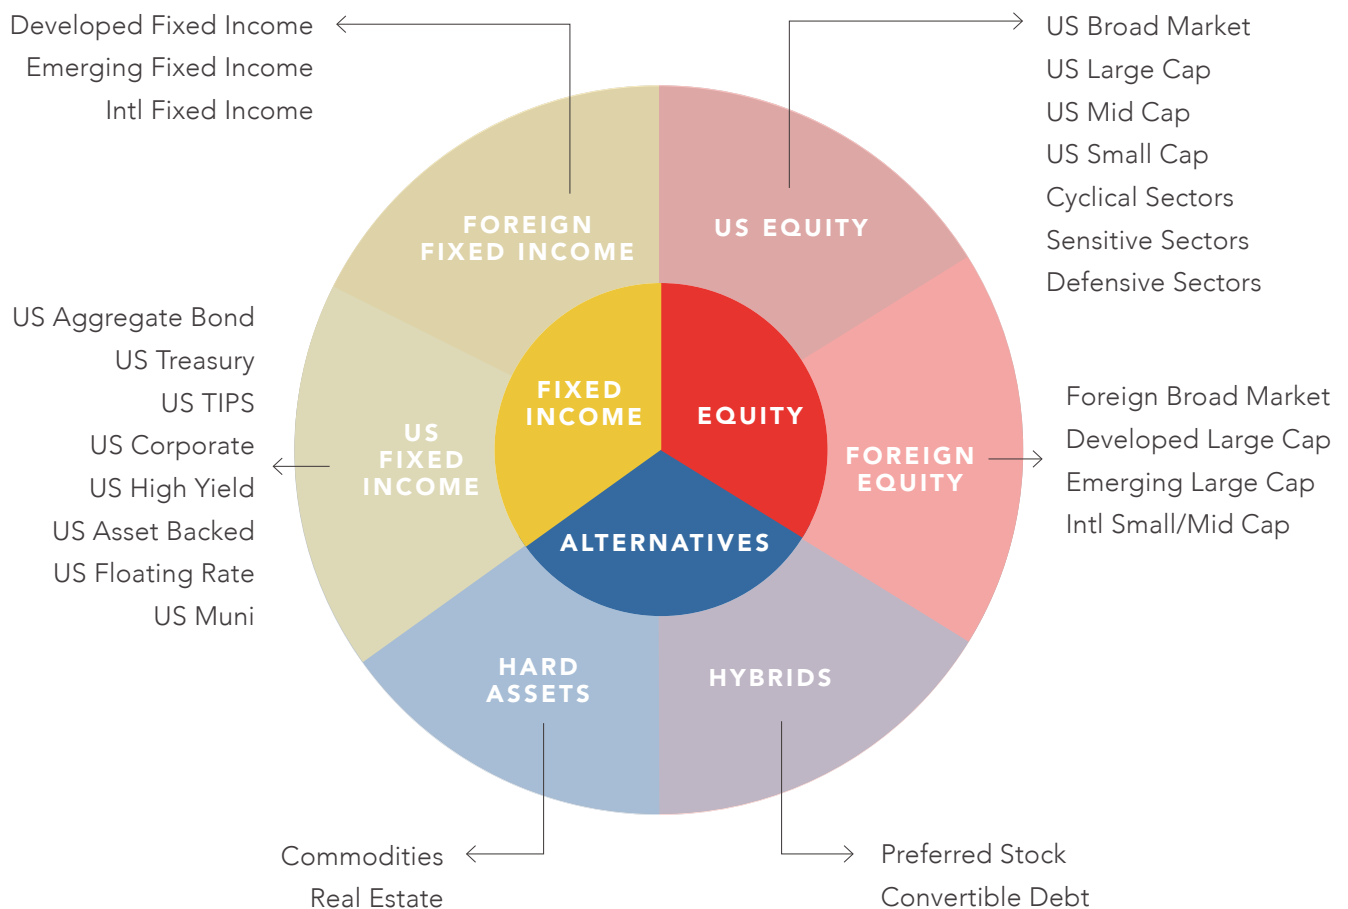 Developed Fixed Income
Emerging Fixed Income
Intl Fixed Income
US Broad Market
US Large Cap
US Mid Cap
US Small Cap
Cyclical Sectors
Sensitive Sectors
Defensive Sectors
FOREIGN
FIXED INCOME
US EQUITY
US Aggregate Bond
US Treasury
US TIPS
US Corporate
US High Yield
US Asset Backed
US Floating Rate
US Muni
US
FIXED
INCOME
FIXED
INCOME
EQUITY
FOREIGN
EQUITY
Foreign Broad Market
Developed Large Cap
Emerging Large Cap
Intl Small/Mid Cap
ALTERNATIVES
HARD
ASSETS
HYBRIDS
Commodities
Real Estate
Preferred Stock
Convertible Debt